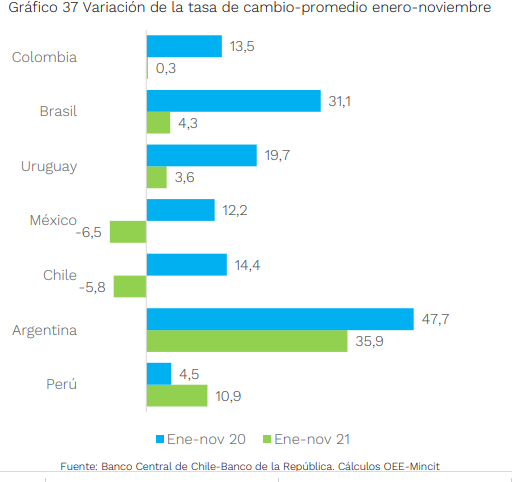 Gráfico 37 Variación de la tasa de cambio-promedio enero-noviembre
Colombia
13,5
0,3
Brasil
31,1
4,3
Uruguay
19,7
3,6
México
12,2
-6,5
Chile
14,4
-5,8
Argentina
47,7
35,9
Perú
4,5
10,9
Ene-nov 20 Ene-nov 21
Fuente: Banco Central de Chile-Banco de la República. Cálculos OEE-Mincit